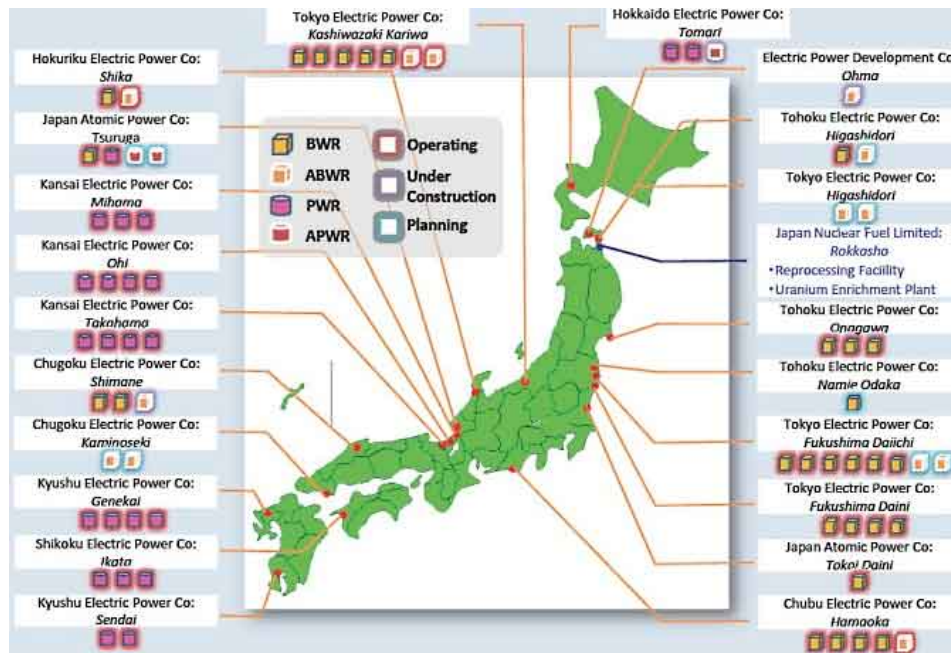 Tokyo Electric Power Co:
Kashiwazaki Kariwa
Hokkaido Electric Power Co:
Tomari
Hokuriku Electric Power Co:
Shika
Japan Atomic Power Co:
Tsuruga
Kansai Electric Power Co:
Mihama
Kansai Electric Power Co:
Ohi
Kansai Electric Power Co:
Takahama
Chugoku Electric Power Co:
Shimane
Chugoku Electric Power Co:
Kaminoseki
Kyushu Electric Power Co:
Genekai
Shikoku Electric Power Co:
Ikata
Kyushu Electric Power Co:
Sendai
BWR
ABWR
PWR
APWR
Operating
Under
Construction
Planning
Electric Power Development Co
Ohma
Tohoku Electric Power Co:
Higashidori
Tokyo Electric Power Co:
Higashidori
Japan Nuclear Fuel Limited:
Rokkasho
•Reprocessing Faciility
•Uranium Enrichment Plant
Tohoku Electric Power Co:
Onagawa
Tohoku Electric Power Co:
Namie Odaka
Tokyo Electric Power Co:
Fukushima Daiichi
Tokyo Electric Power Co:
Fukushima Daini
Japan Atomic Power Co:
Tokai Daini
Chubu Electric Power Co:
Hamaoka